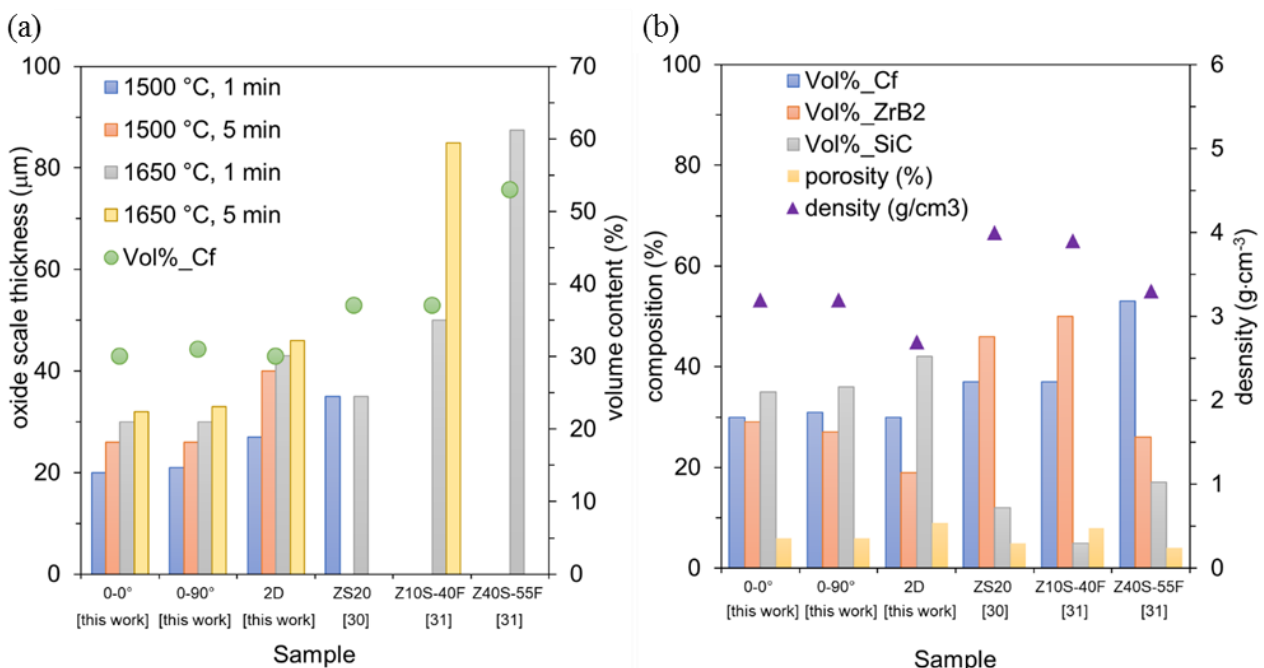 (a)
100
80
60
40
20
0
oxide scale thickness (μm)
1500 °C, 1 min
1500 °C, 5 min
1650 °C, 1 min
1650 °C, 5 min
Vol%_Cf
70
60
50
40
30
20
10
0
volume content (%)
0-0° 0-90° 2D ZS20 Z10S-40F Z40S-55F
[this work] [this work] [this work] [30] [31] [31]
Sample
(b)
100
80
60
40
20
0
composition (%)
Vol%_Cf
Vol%_ZrB2
Vol%_SiC
porosity (%)
density (g/cm3)
6
5
4
3
2
1
0
desnsity (g·cm-3)
0-0° 0-90° 2D ZS20 Z10S-40F Z40S-55F
[this work] [this work] [this work] [30] [31] [31]
Sample